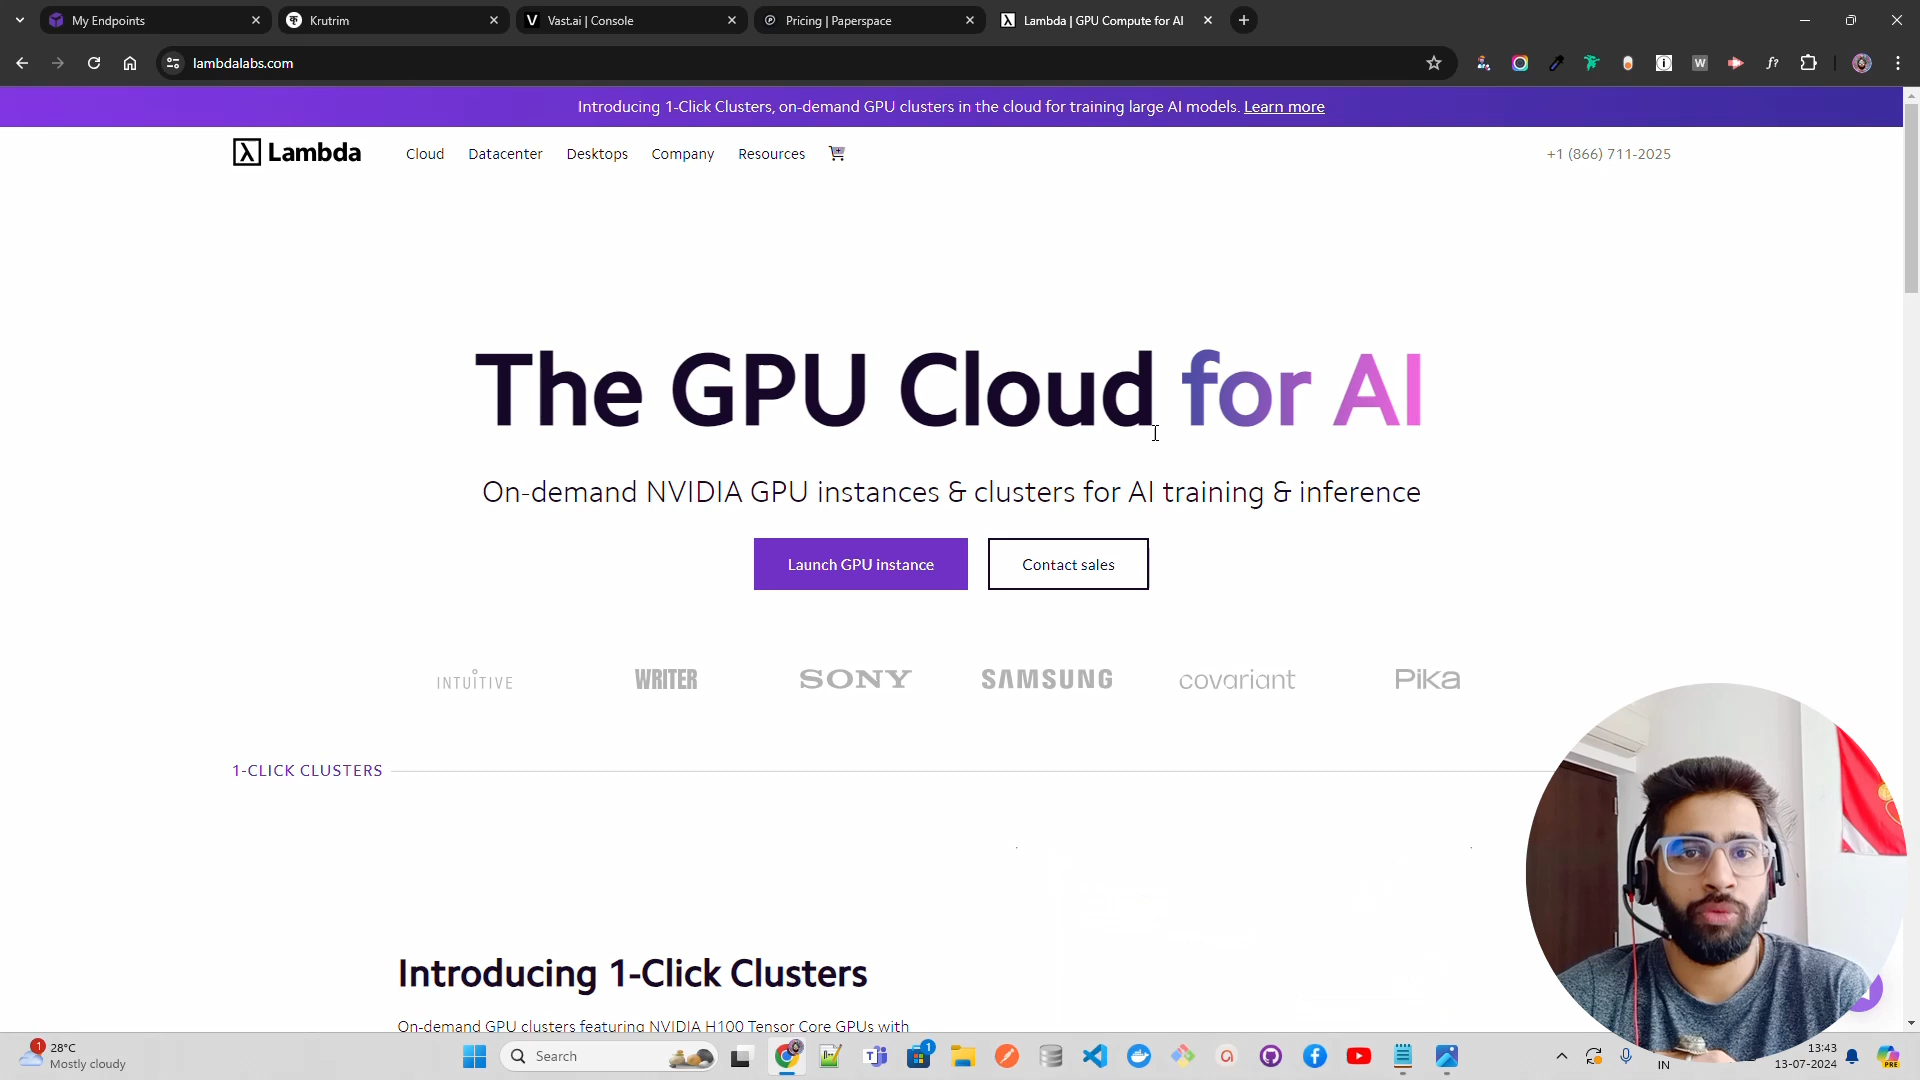 My Endpoints
Krutrim
Vast.ai | Console
Pricing | Paperspace
Lambda | GPU Compute for AI
lambdalabs.com
Introducing 1-Click Clusters, on-demand GPU clusters in the cloud for training large AI models. Learn more
Lambda
Cloud
Datacenter
Desktops
Company
Resources
+1 (866) 711-2025
The GPU Cloud for AI
On-demand NVIDIA GPU instances & clusters for AI training & inference
Launch GPU instance
Contact sales
INTUITIVE
WRITER
SONY
SAMSUNG
covariant
Pika
1-CLICK CLUSTERS
Introducing 1-Click Clusters
On-demand GPU clusters featuring NVIDIA H100 Tensor Core GPUs with
1
28°C
Mostly cloudy
Search
1
IN
13:43
13-07-2024
PRE